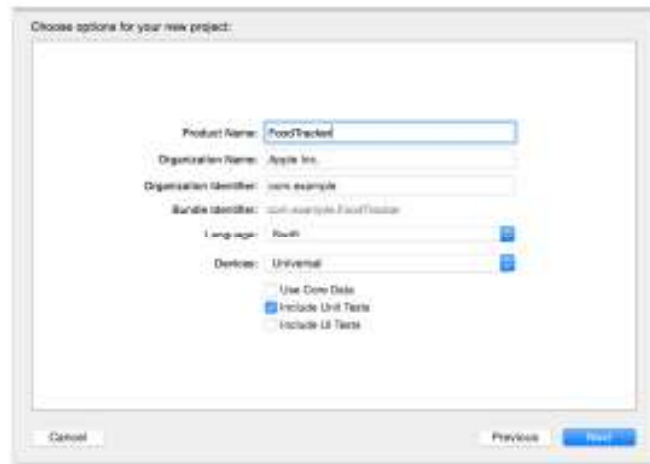 Choose options for your new project:
Product Name: FoodTracker
Organization Name: Apple Inc.
Organization Identifier: com.example
Bundle Identifier: com.example.FoodTracker
Language: Swift
Devices: Universal
Use Core Data
Include Unit Tests
Include UI Tests
Cancel Previous Next